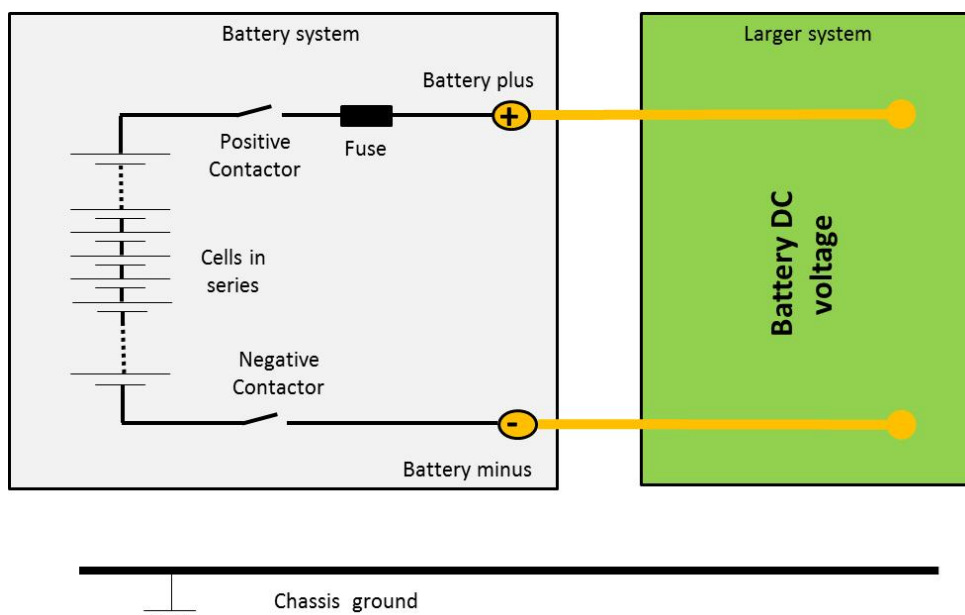 Battery system
Larger system
Battery plus
+
Positive
Contactor
Fuse
Cells in
series
Battery DC
voltage
Negative
Contactor
-
Battery minus
Chassis ground